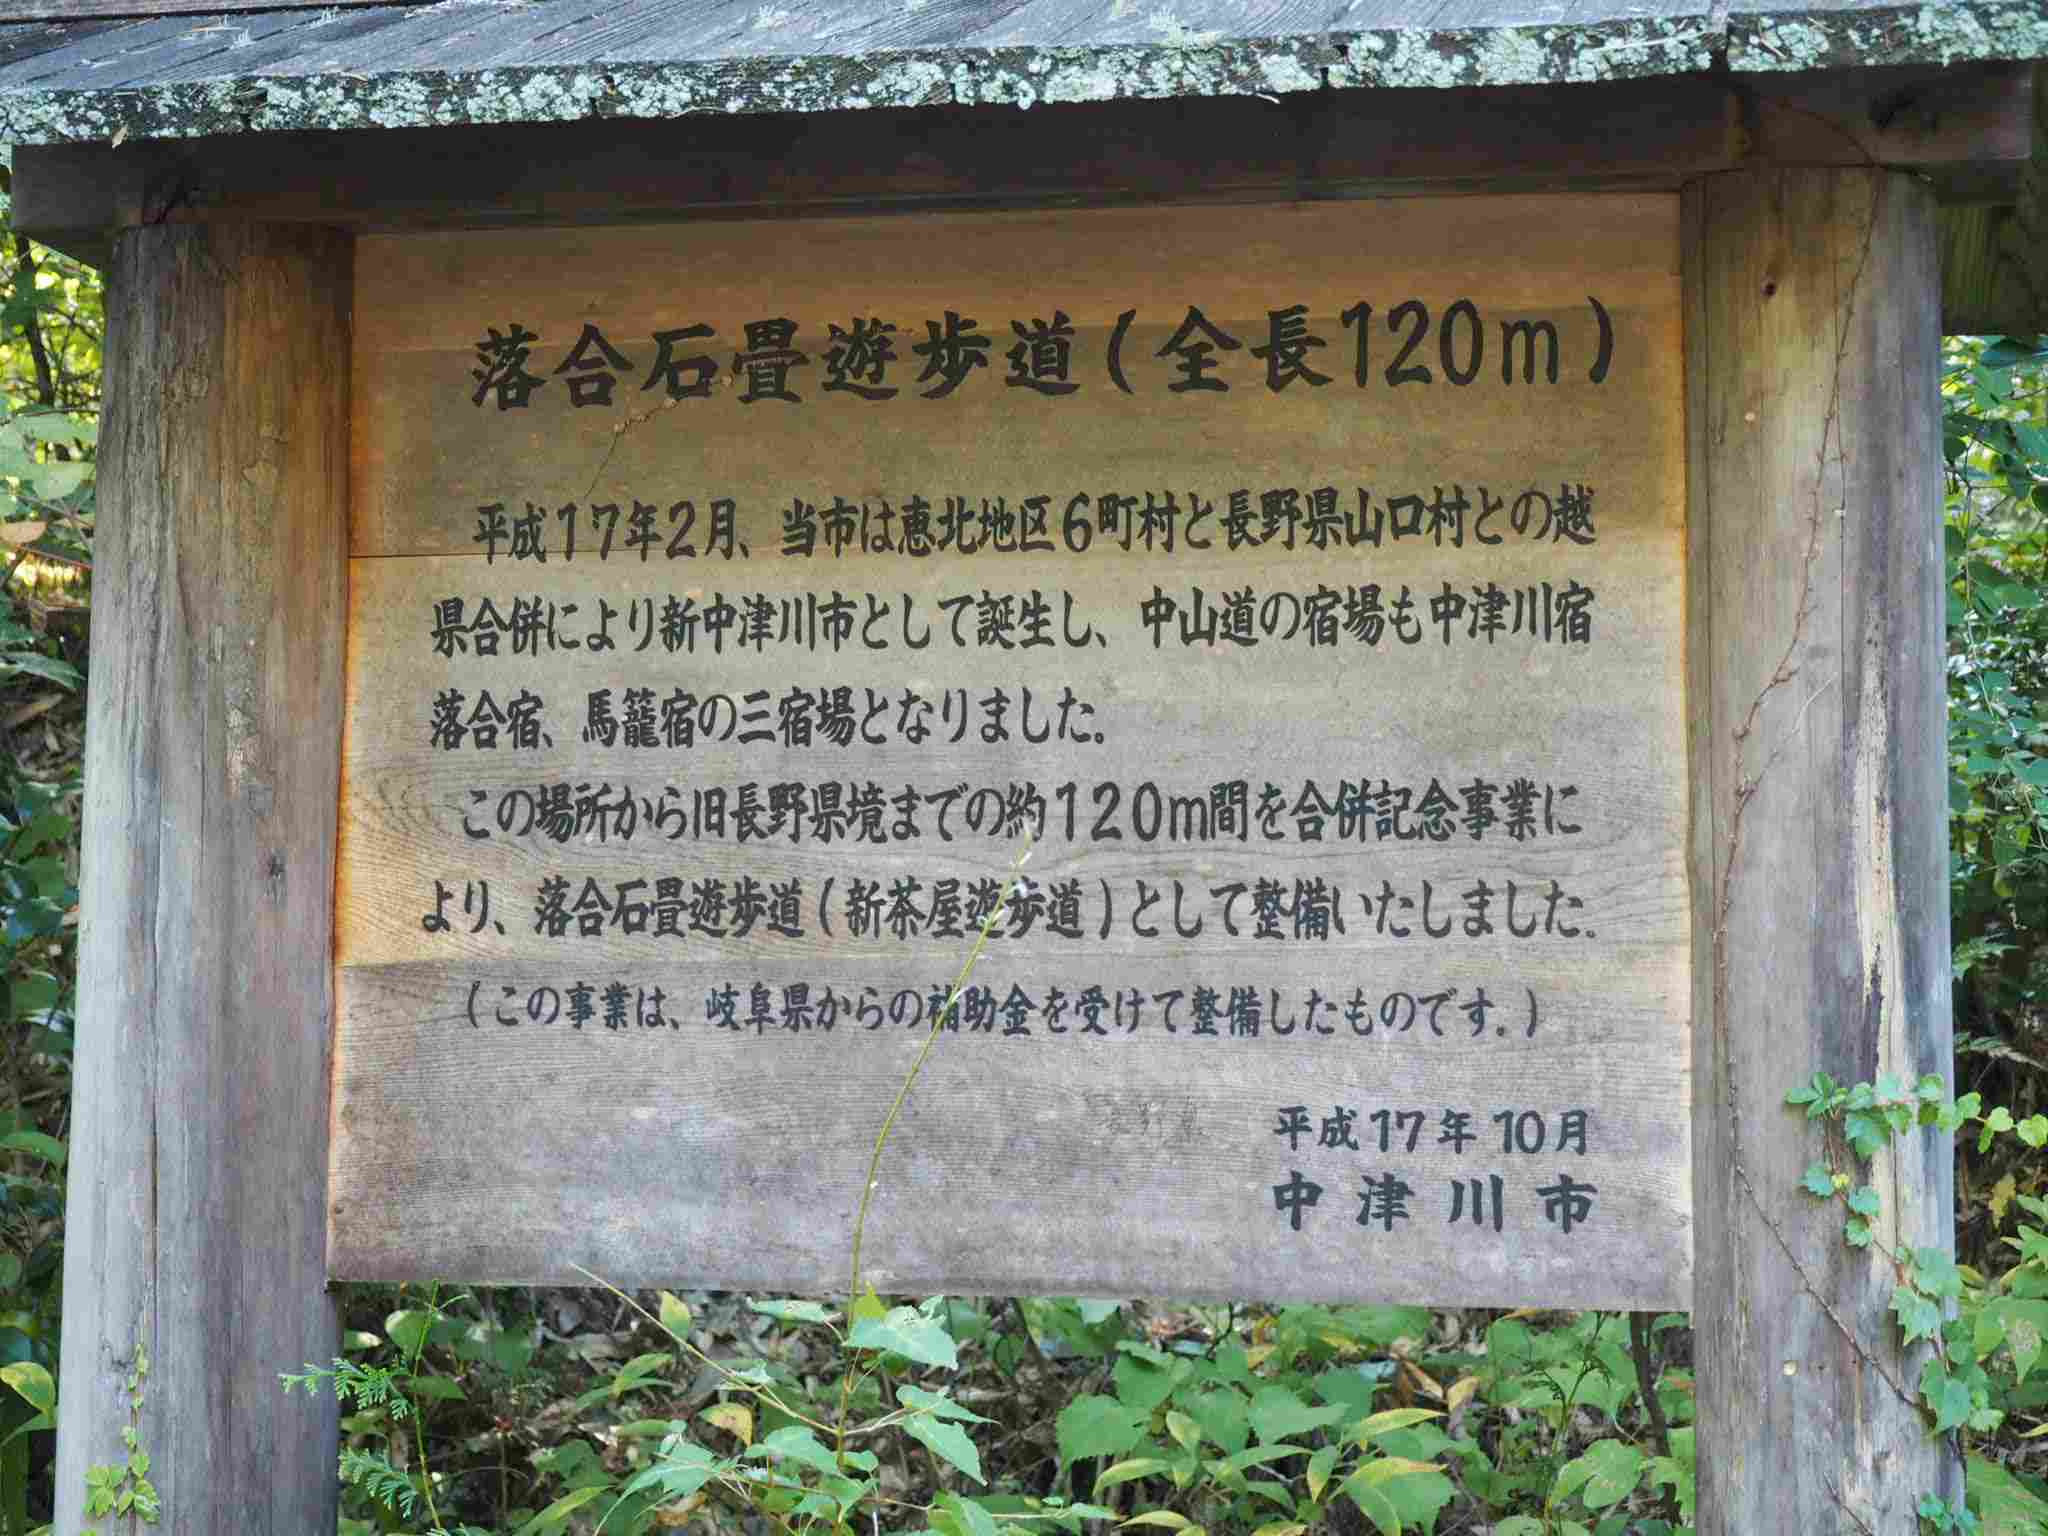 落合石畳遊歩道(全長120m)
平成17年2月、当市は恵北地区6町村と長野県山口村との越
県合併により新中津川市として誕生し、中山道の宿場も中津川宿
落合宿、馬籠宿の三宿場となりました。
この場所から旧長野県境までの約120m間を合併記念事業に
より、落合石畳遊歩道(新茶屋遊歩道)として整備いたしました。
(この事業は、岐阜県からの補助金を受けて整備したものです。)
平成17年10月
中津川市